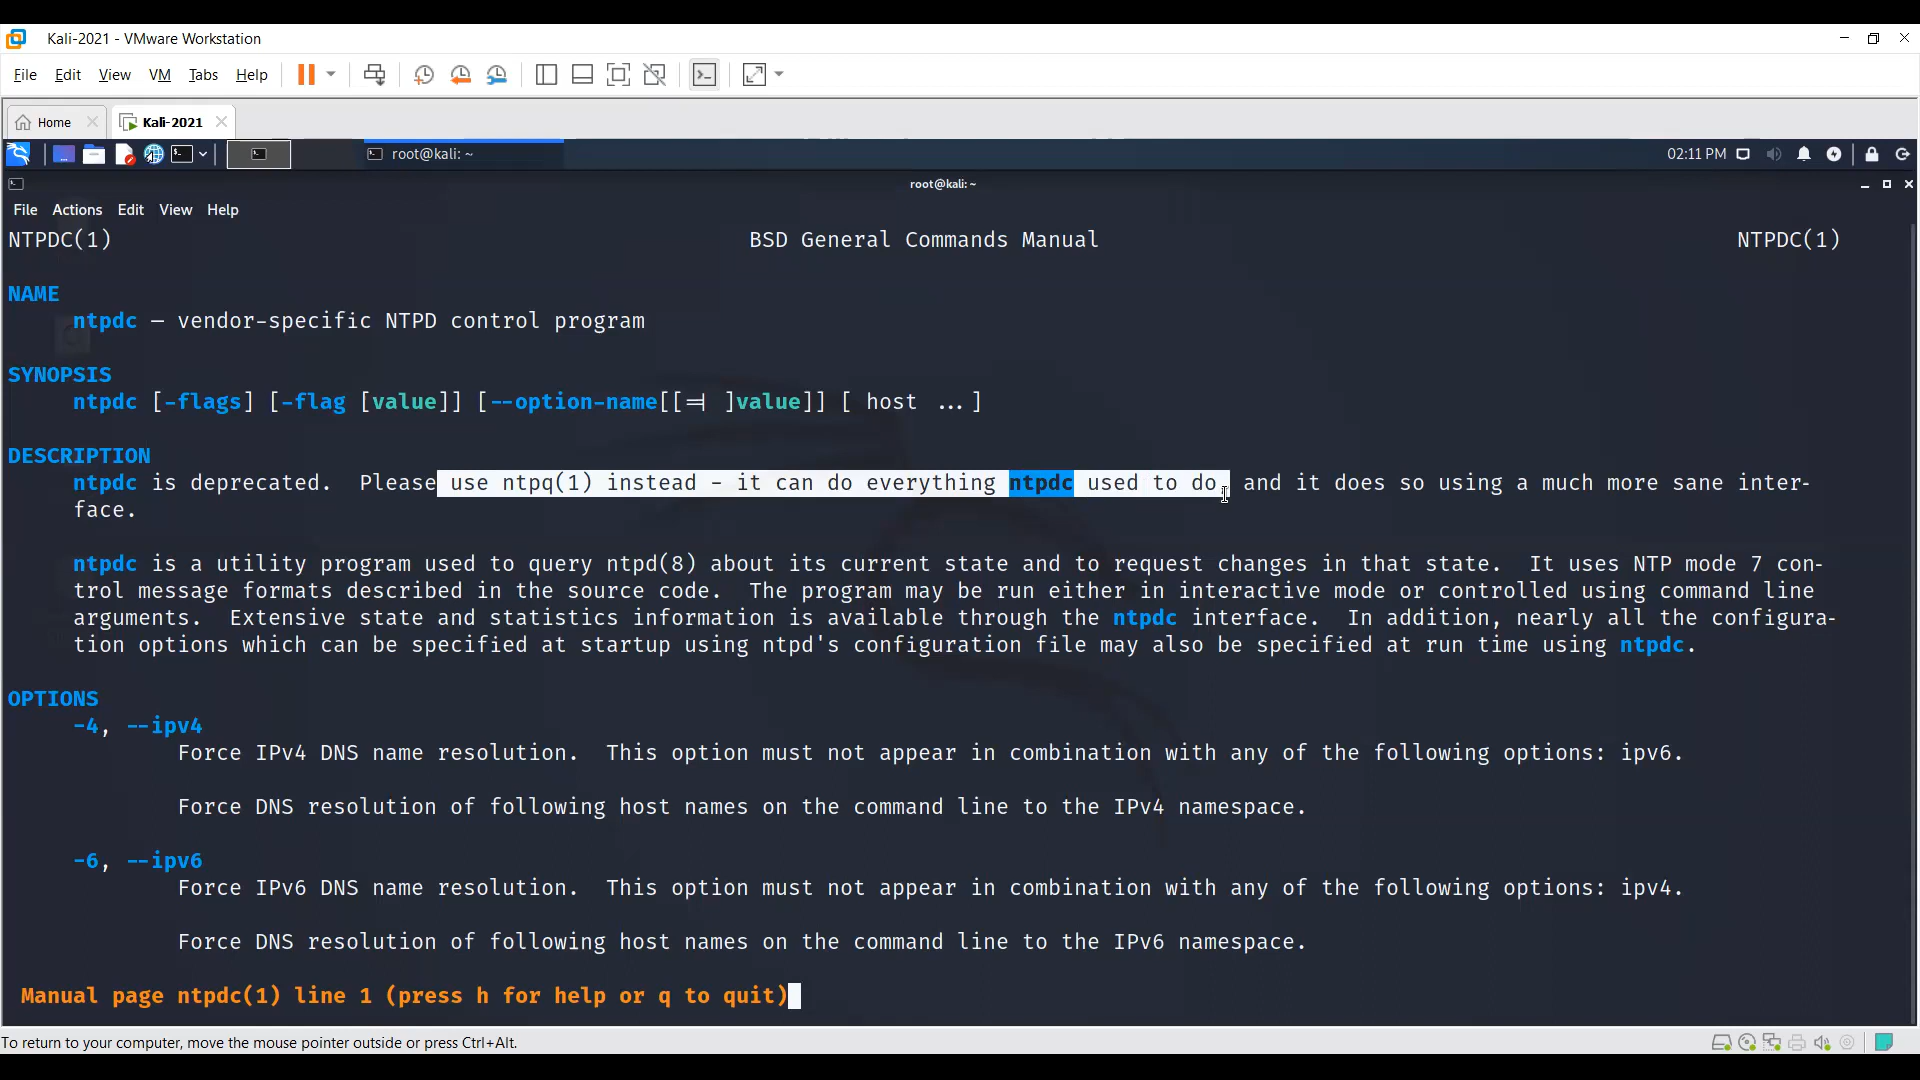 Kali-2021 - VMware Workstation
File Edit View VM Tabs Help
Home Kali-2021
root@kali: ~ 02:11 PM
root@kali: ~
File Actions Edit View Help
NTPDC(1) BSD General Commands Manual NTPDC(1)
NAME
ntpdc — vendor-specific NTPD control program
SYNOPSIS
ntpdc [-flags] [-flag [value]] [--option-name[[=| ]value]] [ host ...]
DESCRIPTION
ntpdc is deprecated. Please use ntpq(1) instead - it can do everything ntpdc used to do, and it does so using a much more sane inter-
face.
ntpdc is a utility program used to query ntpd(8) about its current state and to request changes in that state. It uses NTP mode 7 con-
trol message formats described in the source code. The program may be run either in interactive mode or controlled using command line
arguments. Extensive state and statistics information is available through the ntpdc interface. In addition, nearly all the configura-
tion options which can be specified at startup using ntpd's configuration file may also be specified at run time using ntpdc.
OPTIONS
-4, --ipv4
Force IPv4 DNS name resolution. This option must not appear in combination with any of the following options: ipv6.
Force DNS resolution of following host names on the command line to the IPv4 namespace.
-6, --ipv6
Force IPv6 DNS name resolution. This option must not appear in combination with any of the following options: ipv4.
Force DNS resolution of following host names on the command line to the IPv6 namespace.
Manual page ntpdc(1) line 1 (press h for help or q to quit)
To return to your computer, move the mouse pointer outside or press Ctrl+Alt.